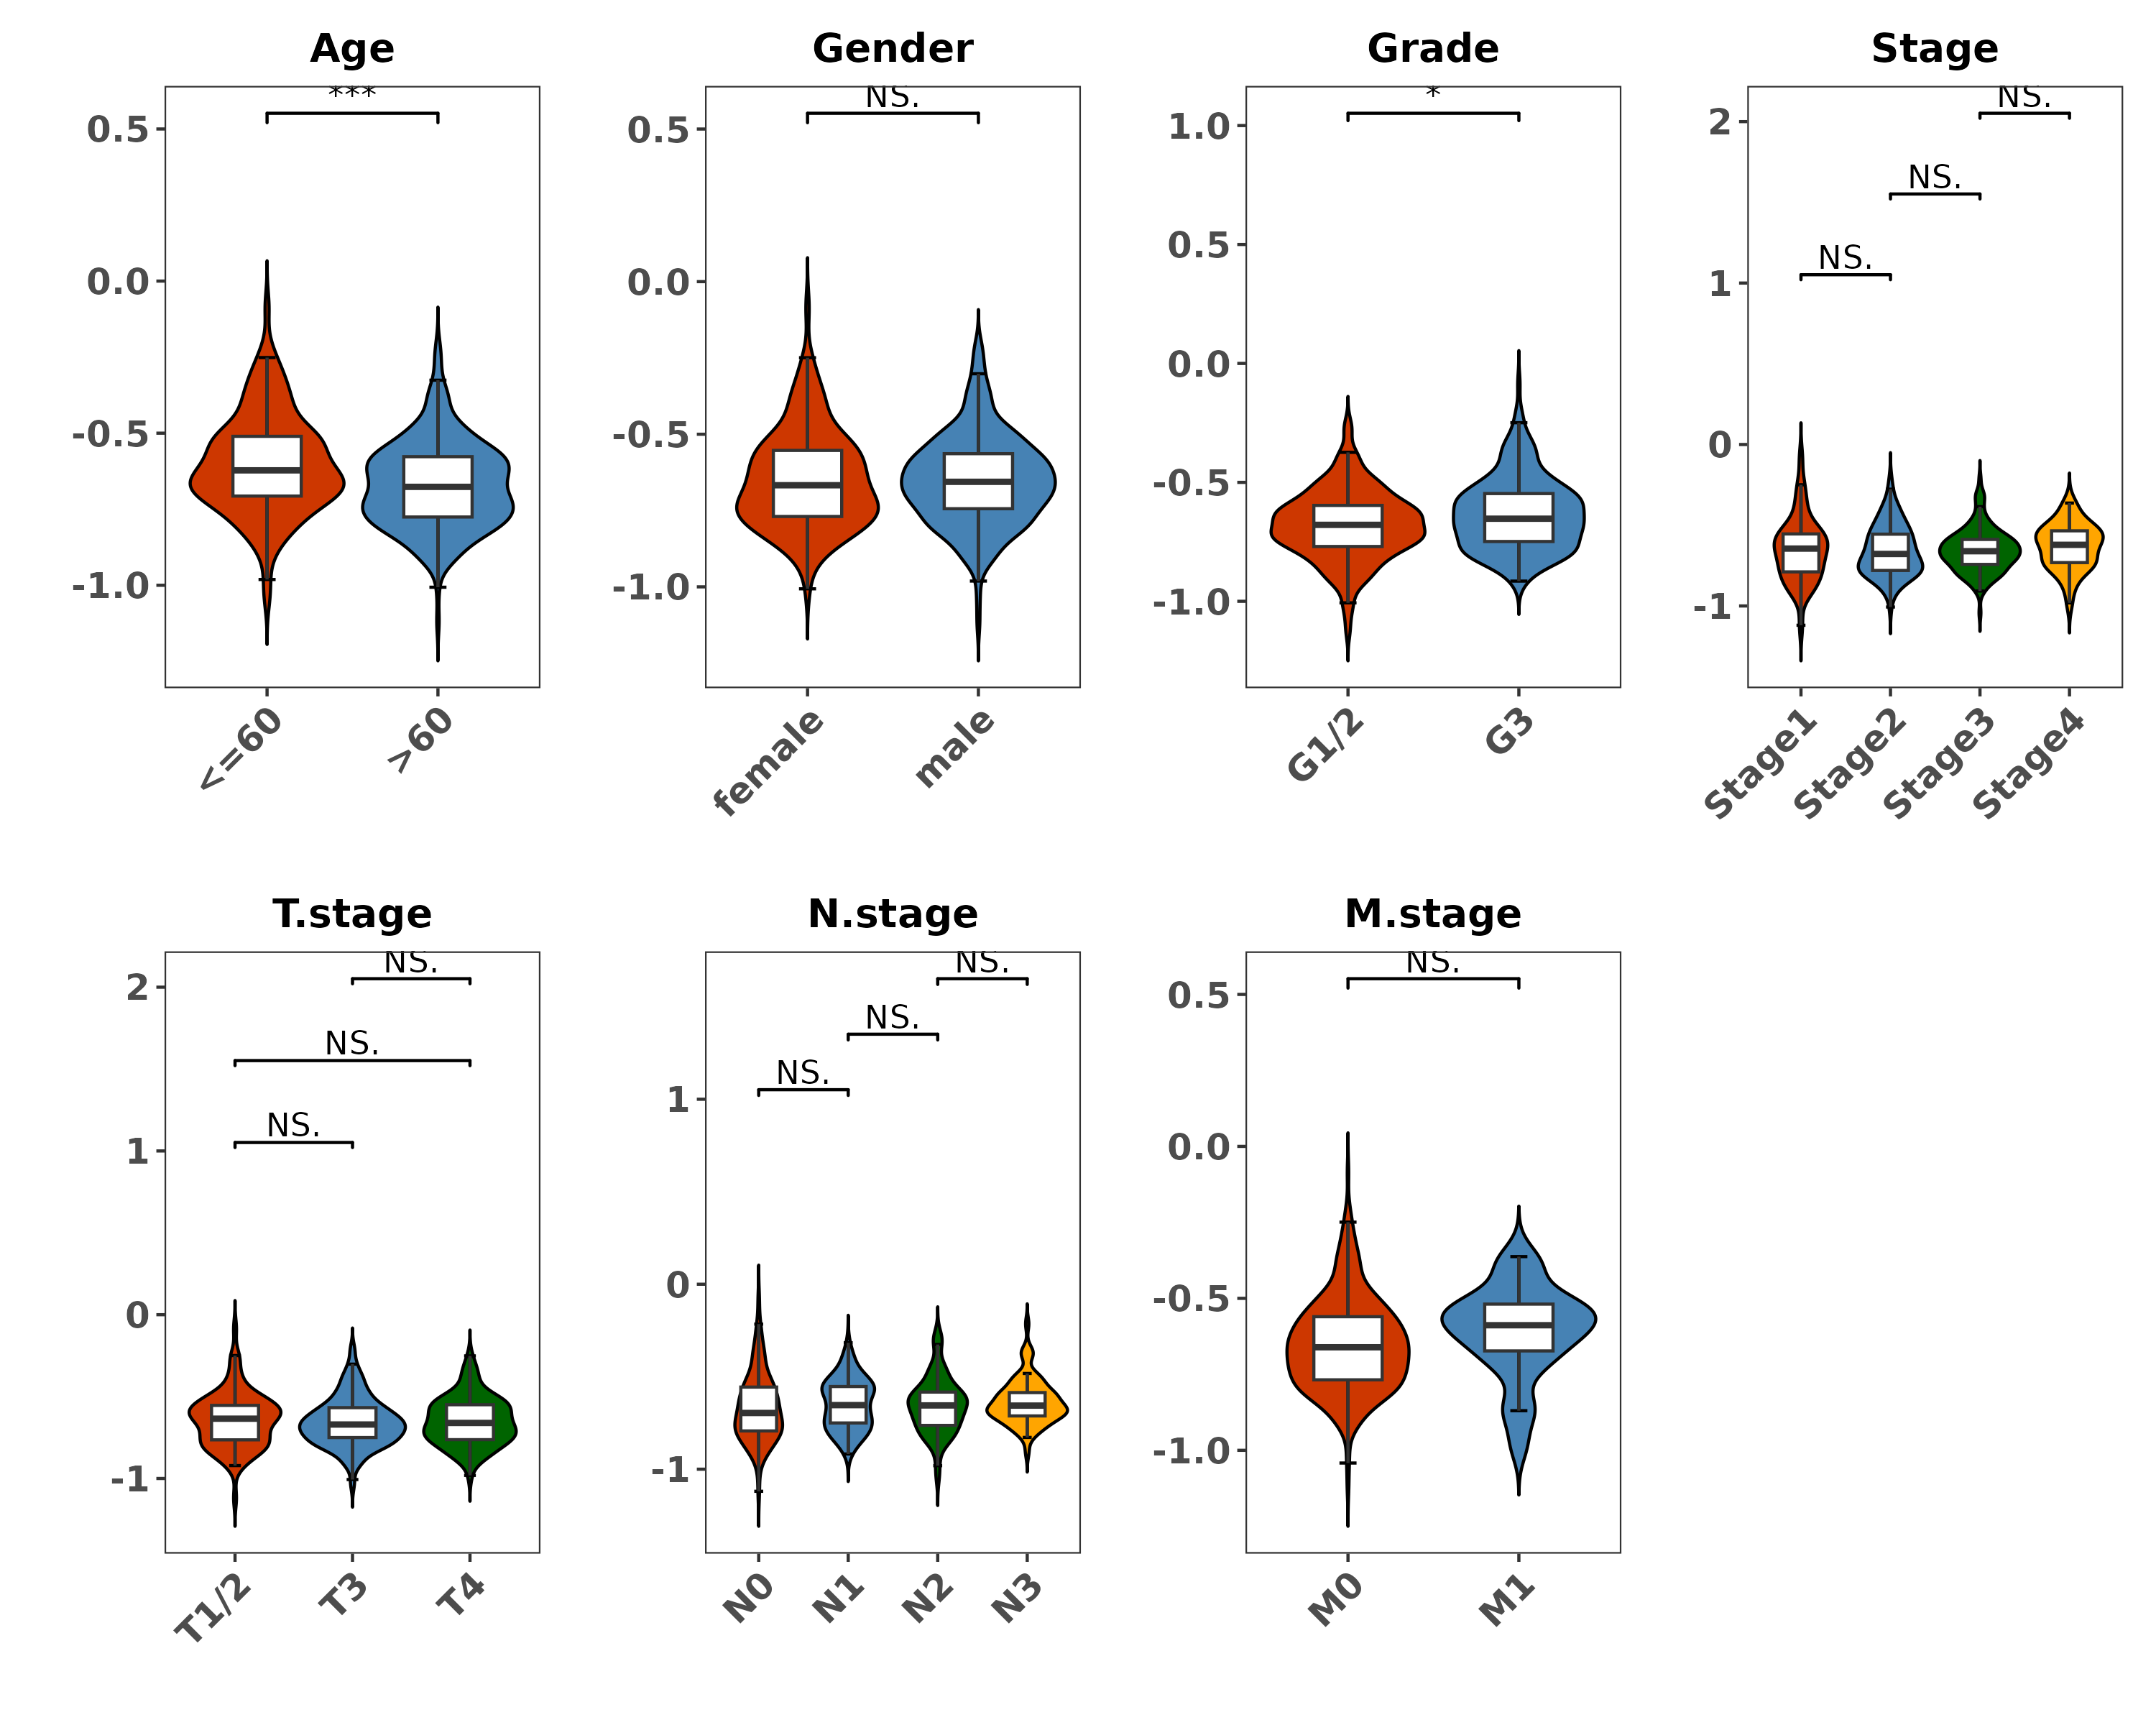 Age
***
0.5
0.0
-0.5
-1.0
<=60
>60
Gender
NS.
0.5
0.0
-0.5
-1.0
female
male
Grade
*
1.0
0.5
0.0
-0.5
-1.0
G1/2
G3
Stage
NS.
NS.
NS.
2
1
0
-1
Stage1
Stage2
Stage3
Stage4
T.stage
NS.
NS.
NS.
2
1
0
-1
T1/2
T3
T4
N.stage
NS.
NS.
NS.
1
0
-1
N0
N1
N2
N3
M.stage
NS.
0.5
0.0
-0.5
-1.0
M0
M1